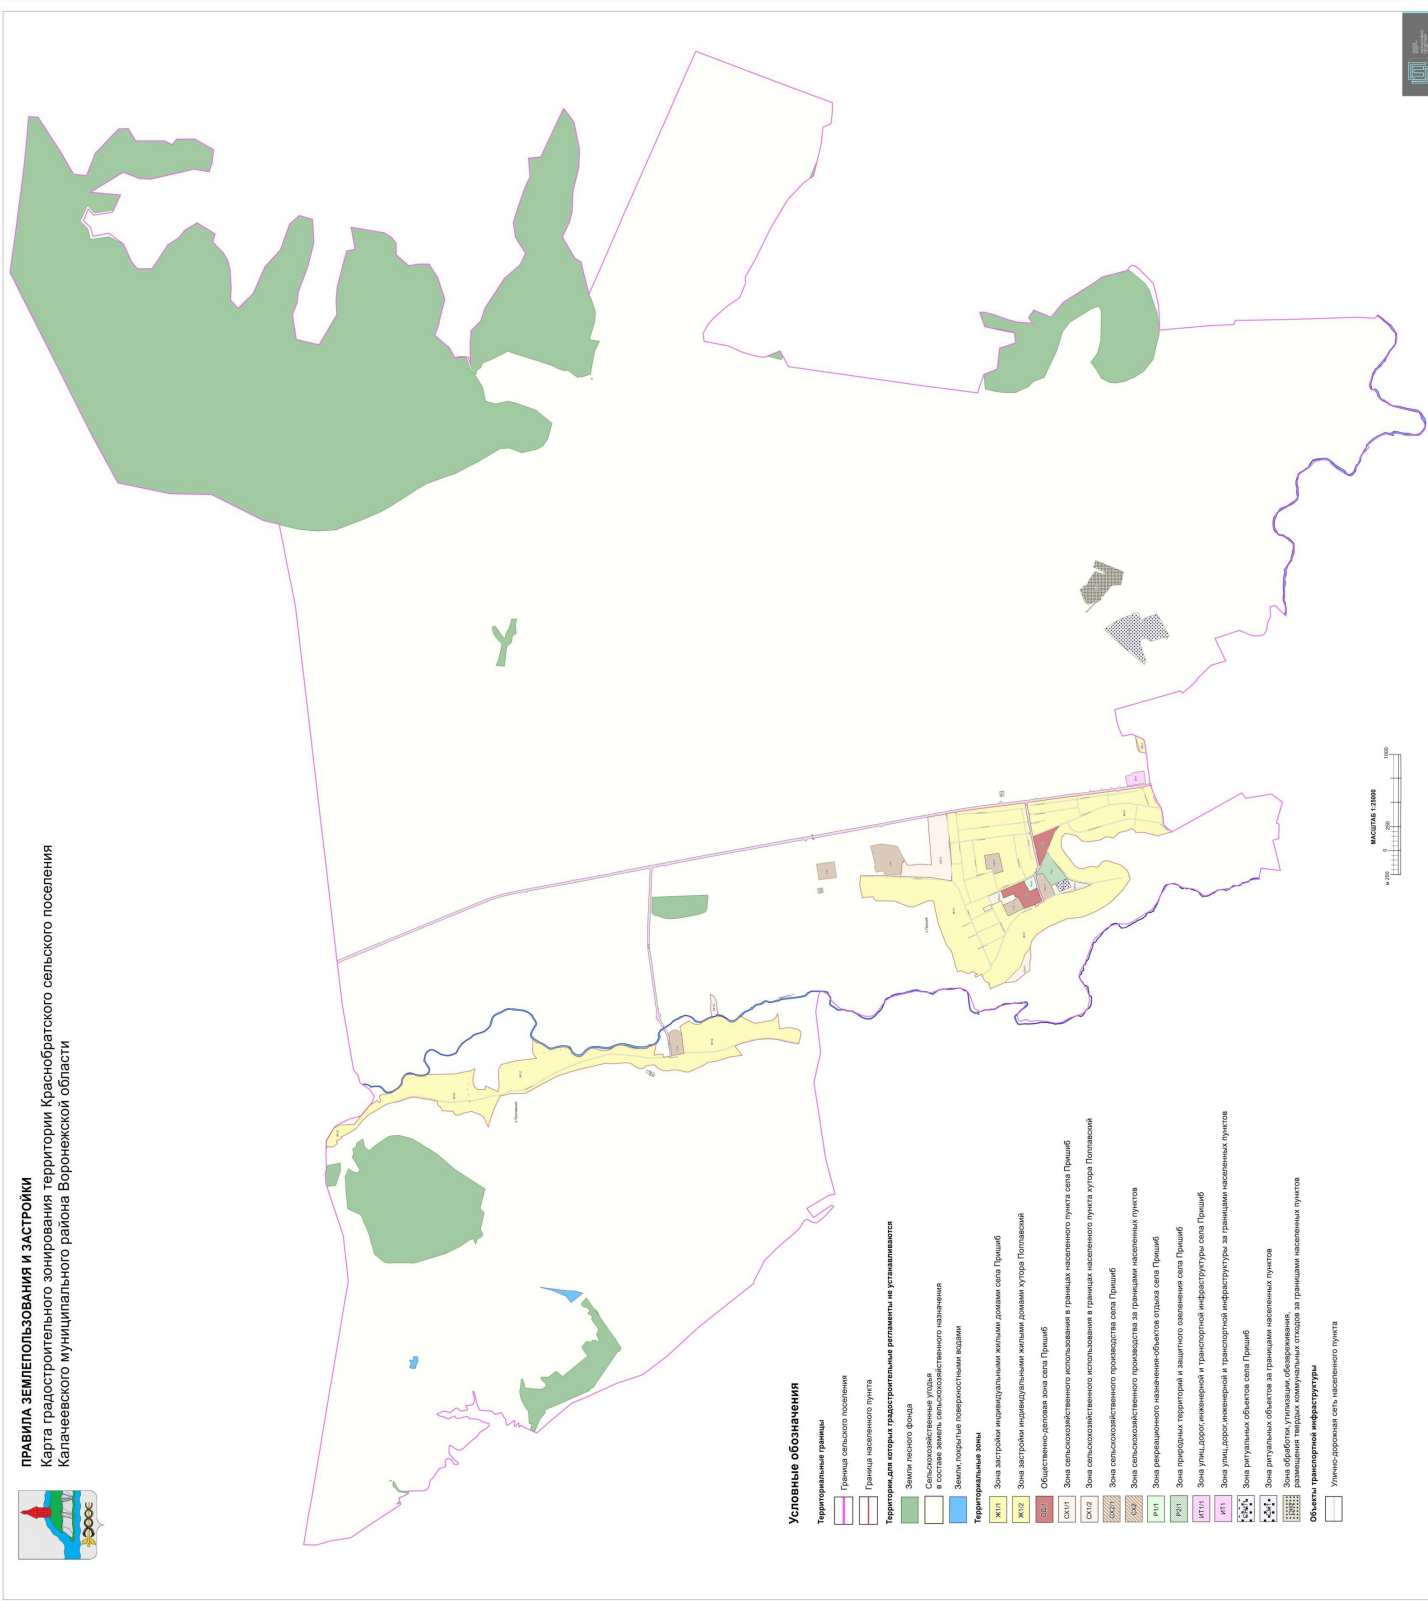 ПРАВИЛА ЗЕМЛЕПОЛЬЗОВАНИЯ И ЗАСТРОЙКИ
Карта градостроительного зонирования территории Краснобратского сельского поселения
Калачеевского муниципального района Воронежской области
Условные обозначения
Территориальные границы
Граница сельского поселения
Граница населенного пункта
Территории, для которых градостроительные регламенты не устанавливаются
Земли лесного фонда
Сельскохозяйственные угодья
в составе земель сельскохозяйственного назначения
Земли, покрытые поверхностными водами
Территориальные зоны
Ж1/1 Зона застройки индивидуальными жилыми домами села Пришиб
Ж1/2 Зона застройки индивидуальными жилыми домами хутора Поплавский
ОД/1 Общественно-деловая зона села Пришиб
СХ1/1 Зона сельскохозяйственного использования в границах населенного пункта села Пришиб
СХ1/2 Зона сельскохозяйственного использования в границах населенного пункта хутора Поплавский
СХ2/1 Зона сельскохозяйственного производства села Пришиб
СХ2 Зона сельскохозяйственного производства за границами населенных пунктов
Р1/1 Зона рекреационного назначения-объектов отдыха села Пришиб
Р2/1 Зона природных территорий и защитного озеленения села Пришиб
ИТ1/1 Зона улиц, дорог, инженерной и транспортной инфраструктуры села Пришиб
ИТ1 Зона улиц, дорог, инженерной и транспортной инфраструктуры за границами населенных пунктов
Зона ритуальных объектов села Пришиб
Зона ритуальных объектов за границами населенных пунктов
Зона обработки, утилизации, обезвреживания,
размещения твердых коммунальных отходов за границами населенных пунктов
Объекты транспортной инфраструктуры
Улично-дорожная сеть населенного пункта
МАСШТАБ 1:25000
м 250 0 250 1000